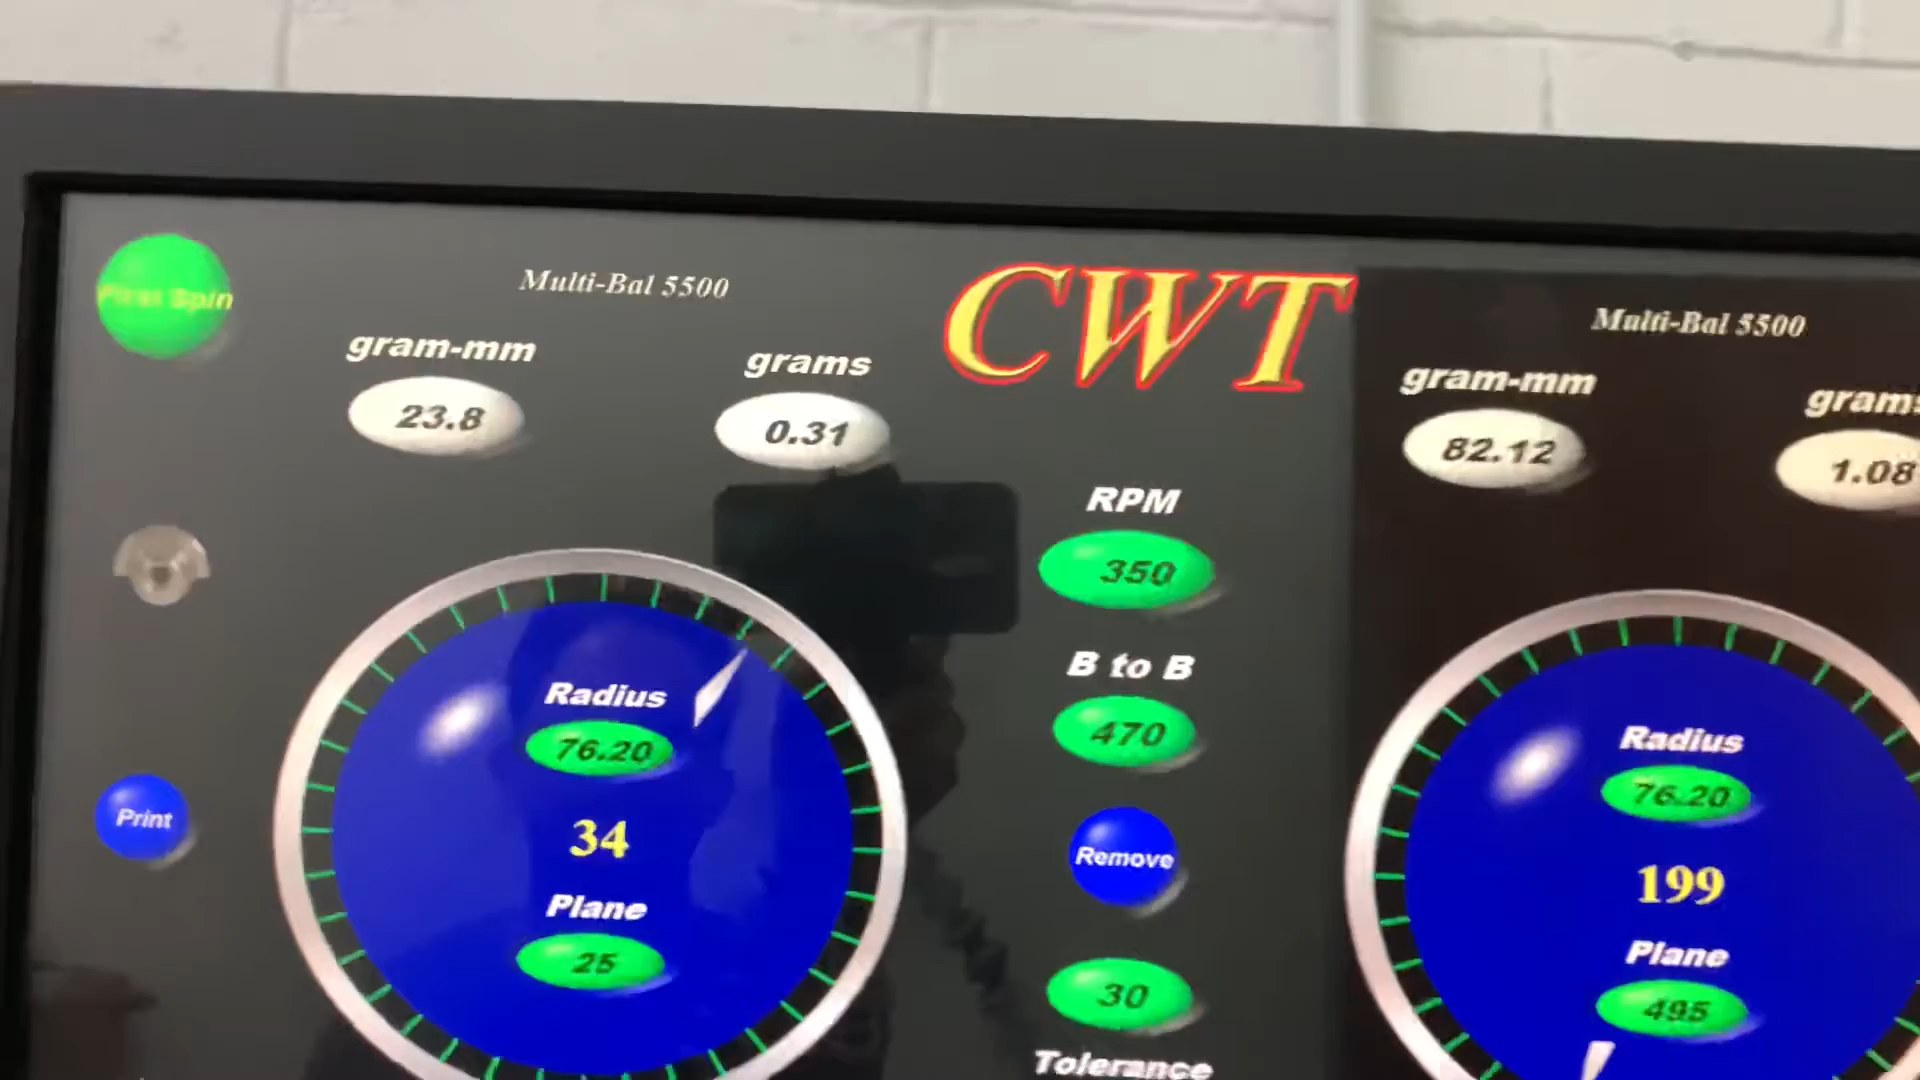 First Spin
Multi-Bal 5500
CWT
Multi-Bal 5500
gram-mm
grams
gram-mm
grams
23.8
0.31
82.12
1.08
RPM
350
B to B
Radius
470
Radius
76.20
76.20
Print
34
Remove
199
Plane
Plane
25
30
495
Tolerance